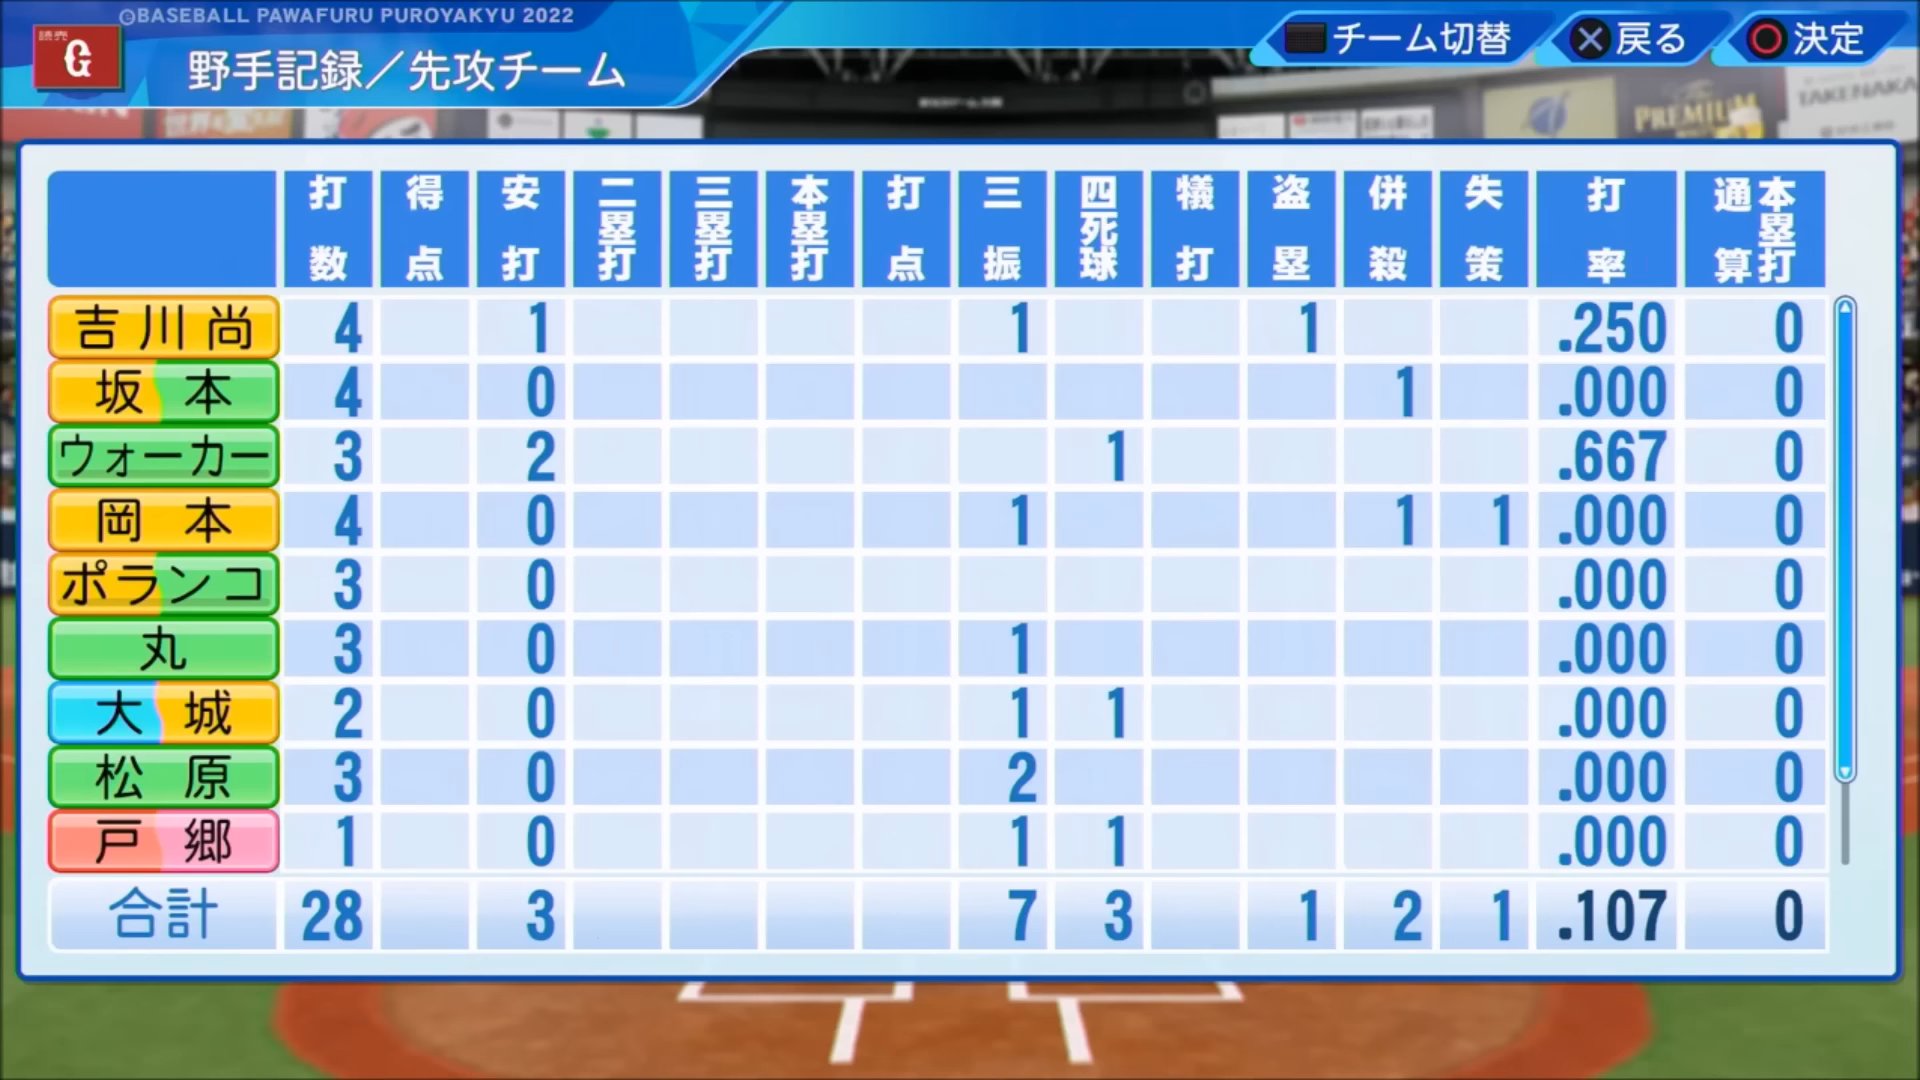 ©BASEBALL PAWAFURU PUROYAKYU 2022
読売
G
野手記録／先攻チーム
チーム切替 戻る 決定
PREMIUM
TAKENAKA
打数 得点 安打 二塁打 三塁打 本塁打 打点 三振 四死球 犠打 盗塁 併殺 失策 打率 通算本塁打
吉川尚 4 1 1 1 .250 0
坂本 4 0 1 .000 0
ウォーカー 3 2 1 .667 0
岡本 4 0 1 1 1 .000 0
ポランコ 3 0 .000 0
丸 3 0 1 .000 0
大城 2 0 1 1 .000 0
松原 3 0 2 .000 0
戸郷 1 0 1 1 .000 0
合計 28 3 7 3 1 2 1 .107 0